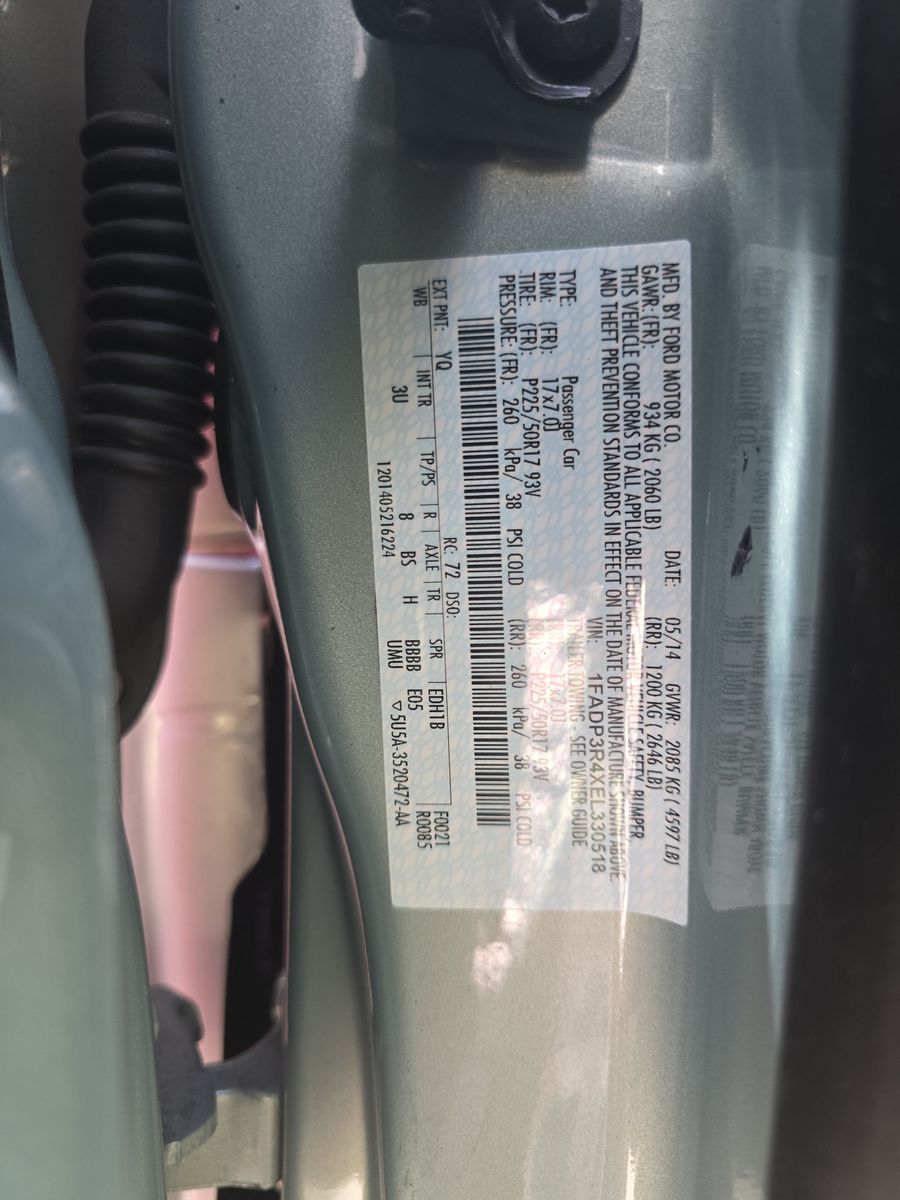 MFD. BY FORD MOTOR CO.
DATE: 05/14 GVWR: 2085 KG ( 4597 LB)
GAWR: (FR): 934 KG ( 2060 LB) (RR): 1200 KG ( 2646 LB)
THIS VEHICLE CONFORMS TO ALL APPLICABLE FEDERAL MOTOR VEHICLE SAFETY, BUMPER
AND THEFT PREVENTION STANDARDS IN EFFECT ON THE DATE OF MANUFACTURE SHOWN ABOVE.
VIN: 1FADP3R4XEL330518
TYPE: Passenger Car TRAILER TOWING - SEE OWNER GUIDE
RIM: (FR): 17x7.0J
TIRE: (FR): P225/50R17 93V P225/50R17 93V
PRESSURE: (FR): 260 kPa/ 38 PSI COLD (RR): 260 kPa/ 38 PSI COLD
RC: 72 DSO: F0021
EXT PNT: YQ EDH1B R0085
WB INT TR TP/PS R AXLE TR SPR
3U 8 BS H BBBB E05
1201405216224 UMU ▽5U5A-3520472-AA